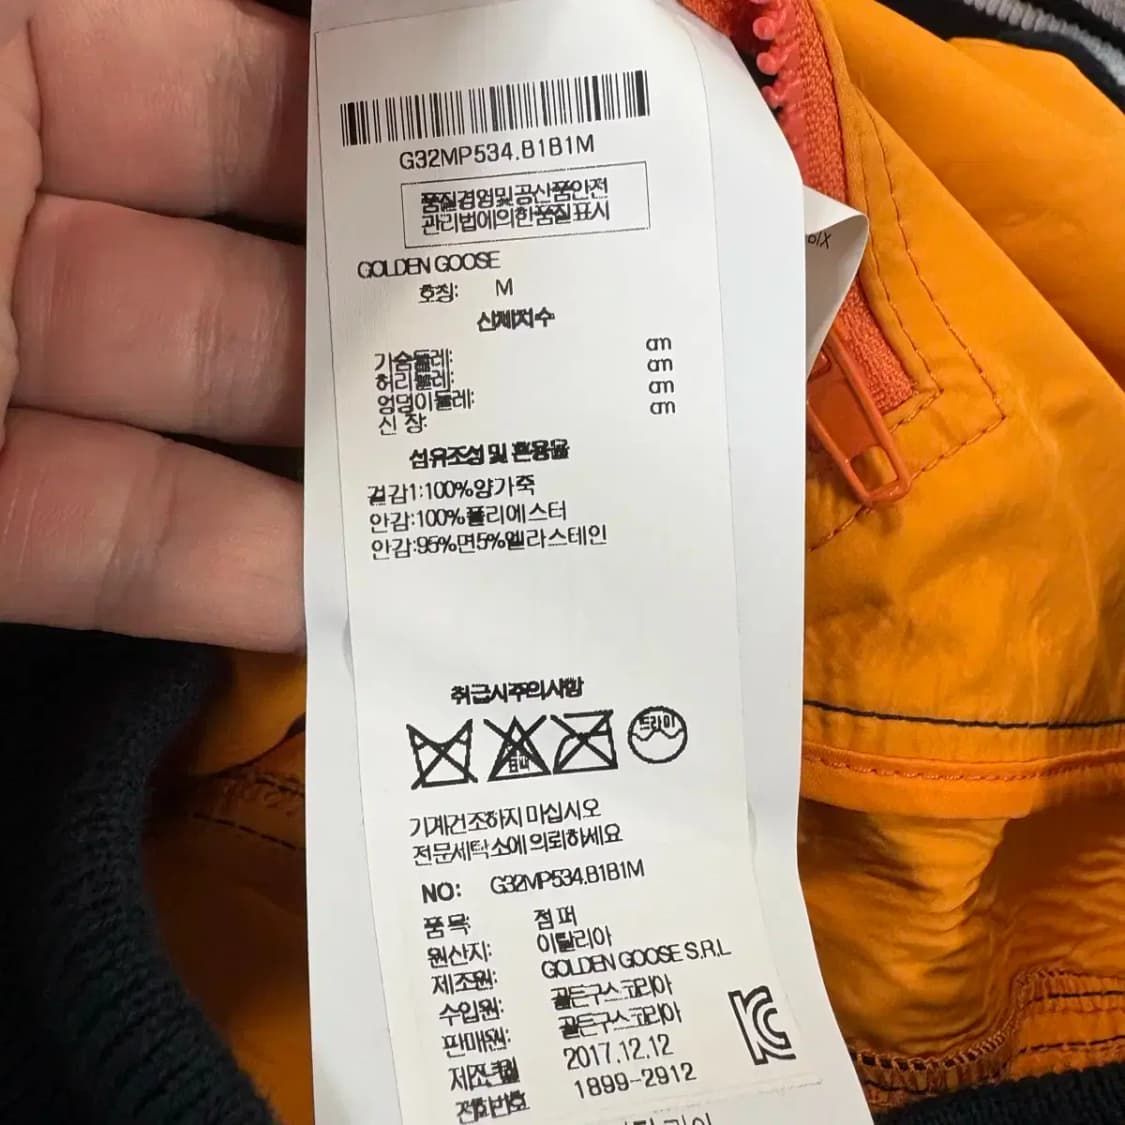 G32MP534.B1B1M
품질경영및공산품안전
관리법에의한품질표시
GOLDEN GOOSE
호칭: M
신체치수
가슴둘레: cm
허리둘레: cm
엉덩이둘레: cm
신 장: cm
섬유조성 및 혼용율
겉감1:100%양가죽
안감:100%폴리에스터
안감:95%면5%엘라스테인
취급시주의사항
표백
드라이
기계건조하지 마십시오
전문세탁소에 의뢰하세요
NO: G32MP534.B1B1M
품목: 점퍼
원산지: 이탈리아
제조원: GOLDEN GOOSE S.R.L
수입원: 골든구스코리아
판매원: 골든구스코리아
제조년월 2017.12.12
전화번호 1899-2912